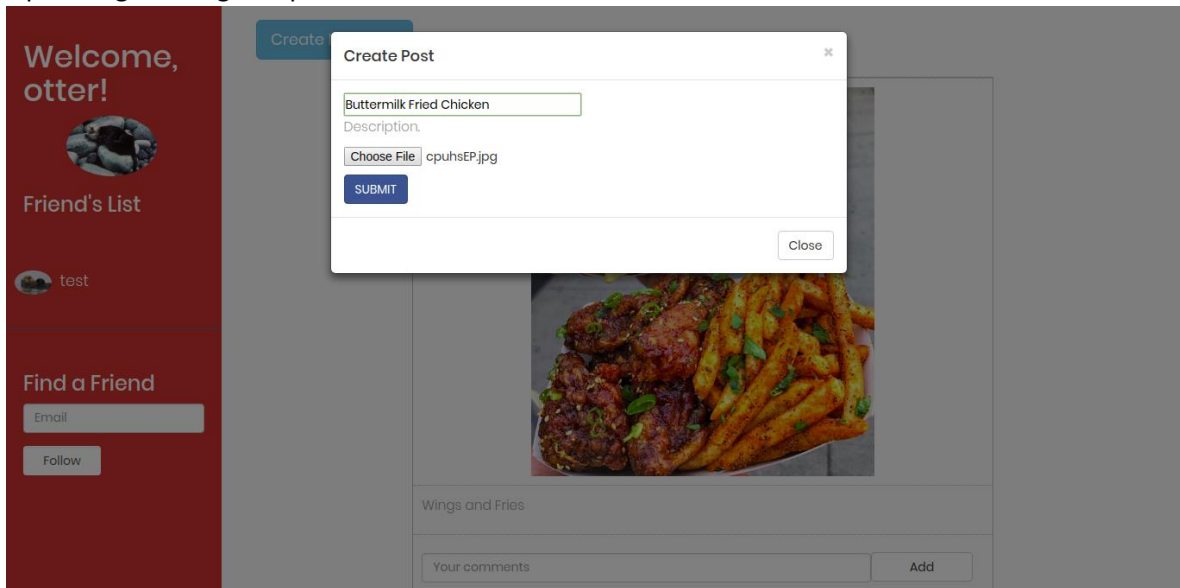 Welcome,
otter!
Friend's List
test
Find a Friend
Email
Follow
Create
Create Post
×
Buttermilk Fried Chicken
Description.
Choose File cpuhsEP.jpg
SUBMIT
Close
Wings and Fries
Your comments
Add